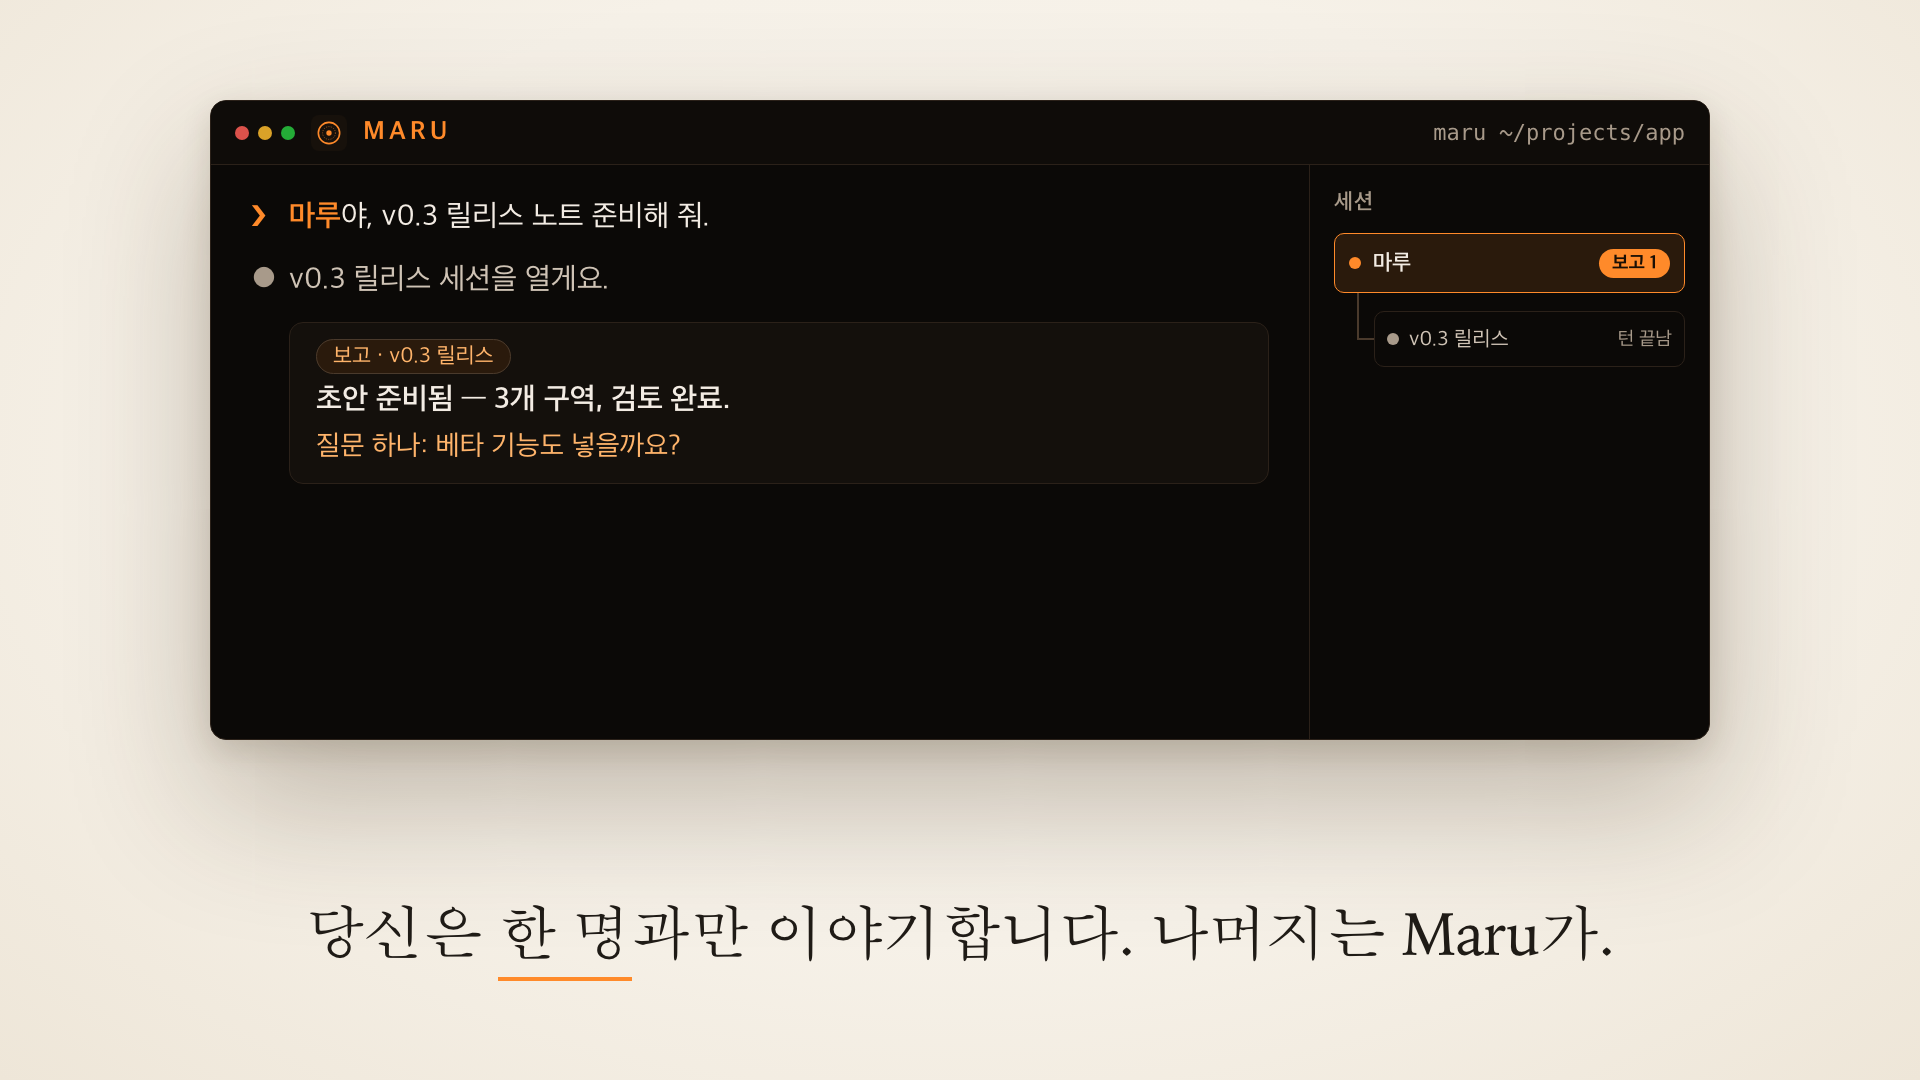 MARU
maru ~/projects/app
❯ 마루야, v0.3 릴리스 노트 준비해 줘.
v0.3 릴리스 세션을 열게요.
보고 · v0.3 릴리스
초안 준비됨 — 3개 구역, 검토 완료.
질문 하나: 베타 기능도 넣을까요?
세션
마루 보고 1
v0.3 릴리스 턴 끝남
당신은 한 명과만 이야기합니다. 나머지는 Maru가.